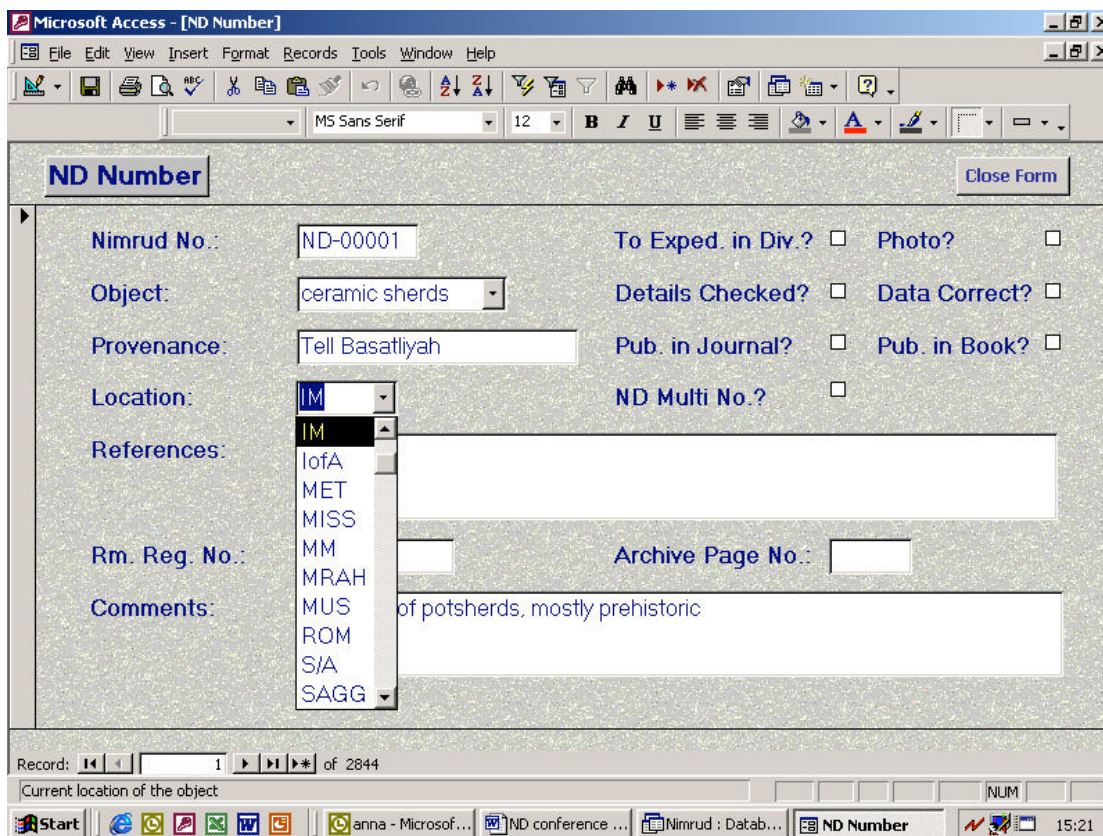 Microsoft Access - [ND Number]
File Edit View Insert Format Records Tools Window Help
MS Sans Serif 12 B I U
ND Number Close Form
Nimrud No.: ND-00001 To Exped. in Div.? Photo?
Object: ceramic sherds Details Checked? Data Correct?
Provenance: Tell Basatliyah Pub. in Journal? Pub. in Book?
Location: IM ND Multi No.?
IM
References:
IofA
MET
MISS
MM
Rm. Reg. No.: Archive Page No.:
MRAH
Comments: MUS of potsherds, mostly prehistoric
ROM
S/A
SAGG
Record: 1 of 2844
Current location of the object NUM
Start anna - Microsof... ND conference ... Nimrud : Datab... ND Number 15:21